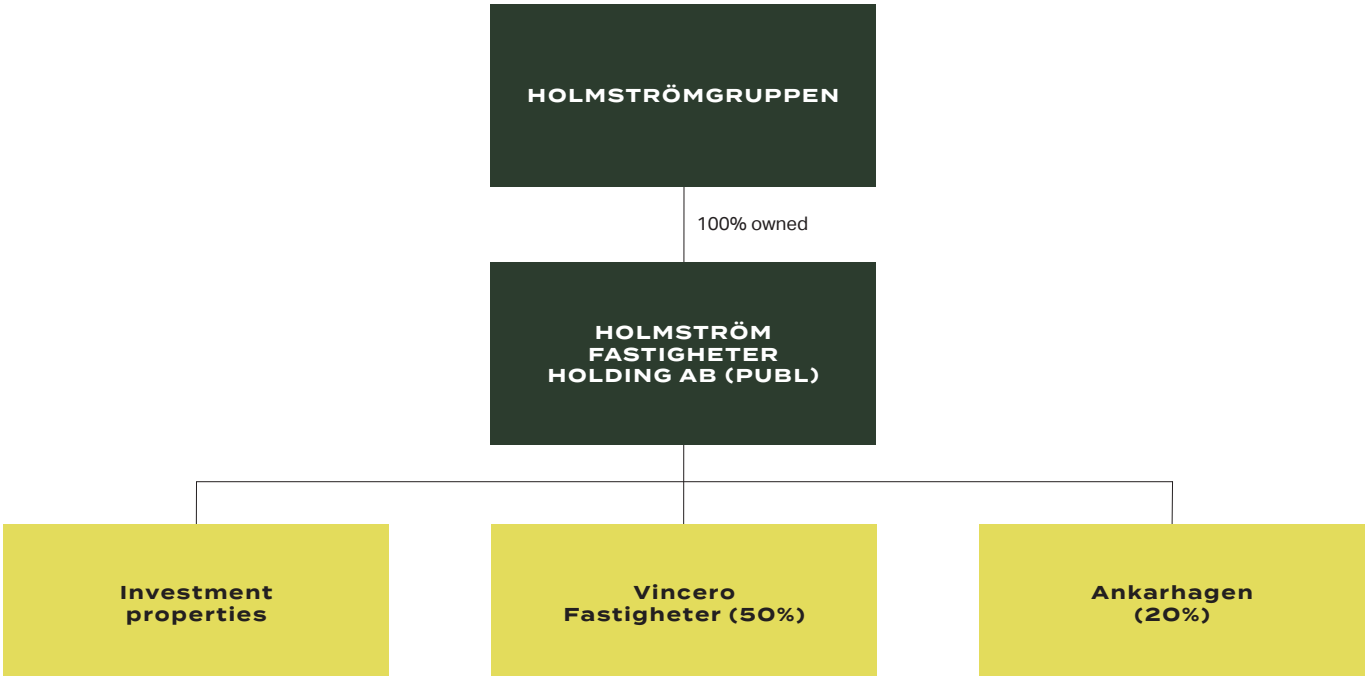 HOLMSTRÖMGRUPPEN
100% owned
HOLMSTRÖM
FASTIGHETER
HOLDING AB (PUBL)
Investment
properties
Vincero
Fastigheter (50%)
Ankarhagen
(20%)